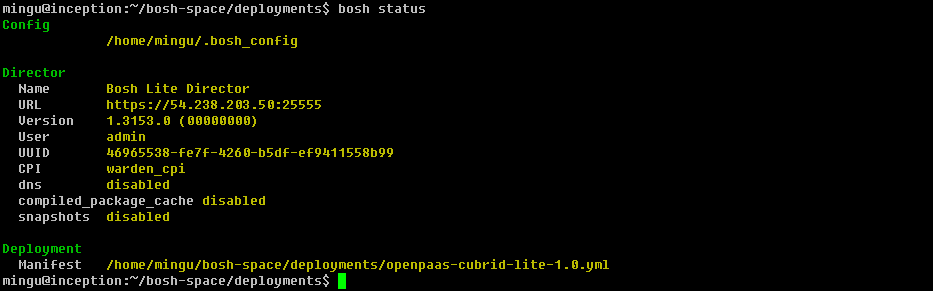 mingu@inception:~/bosh-space/deployments$ bosh status
Config
/home/mingu/.bosh_config
Director
Name Bosh Lite Director
URL https://54.238.203.50:25555
Version 1.3153.0 (00000000)
User admin
UUID 46965538-fe7f-4260-b5df-ef9411558b99
CPI warden_cpi
dns disabled
compiled_package_cache disabled
snapshots disabled
Deployment
Manifest /home/mingu/bosh-space/deployments/openpaas-cubrid-lite-1.0.yml
mingu@inception:~/bosh-space/deployments$